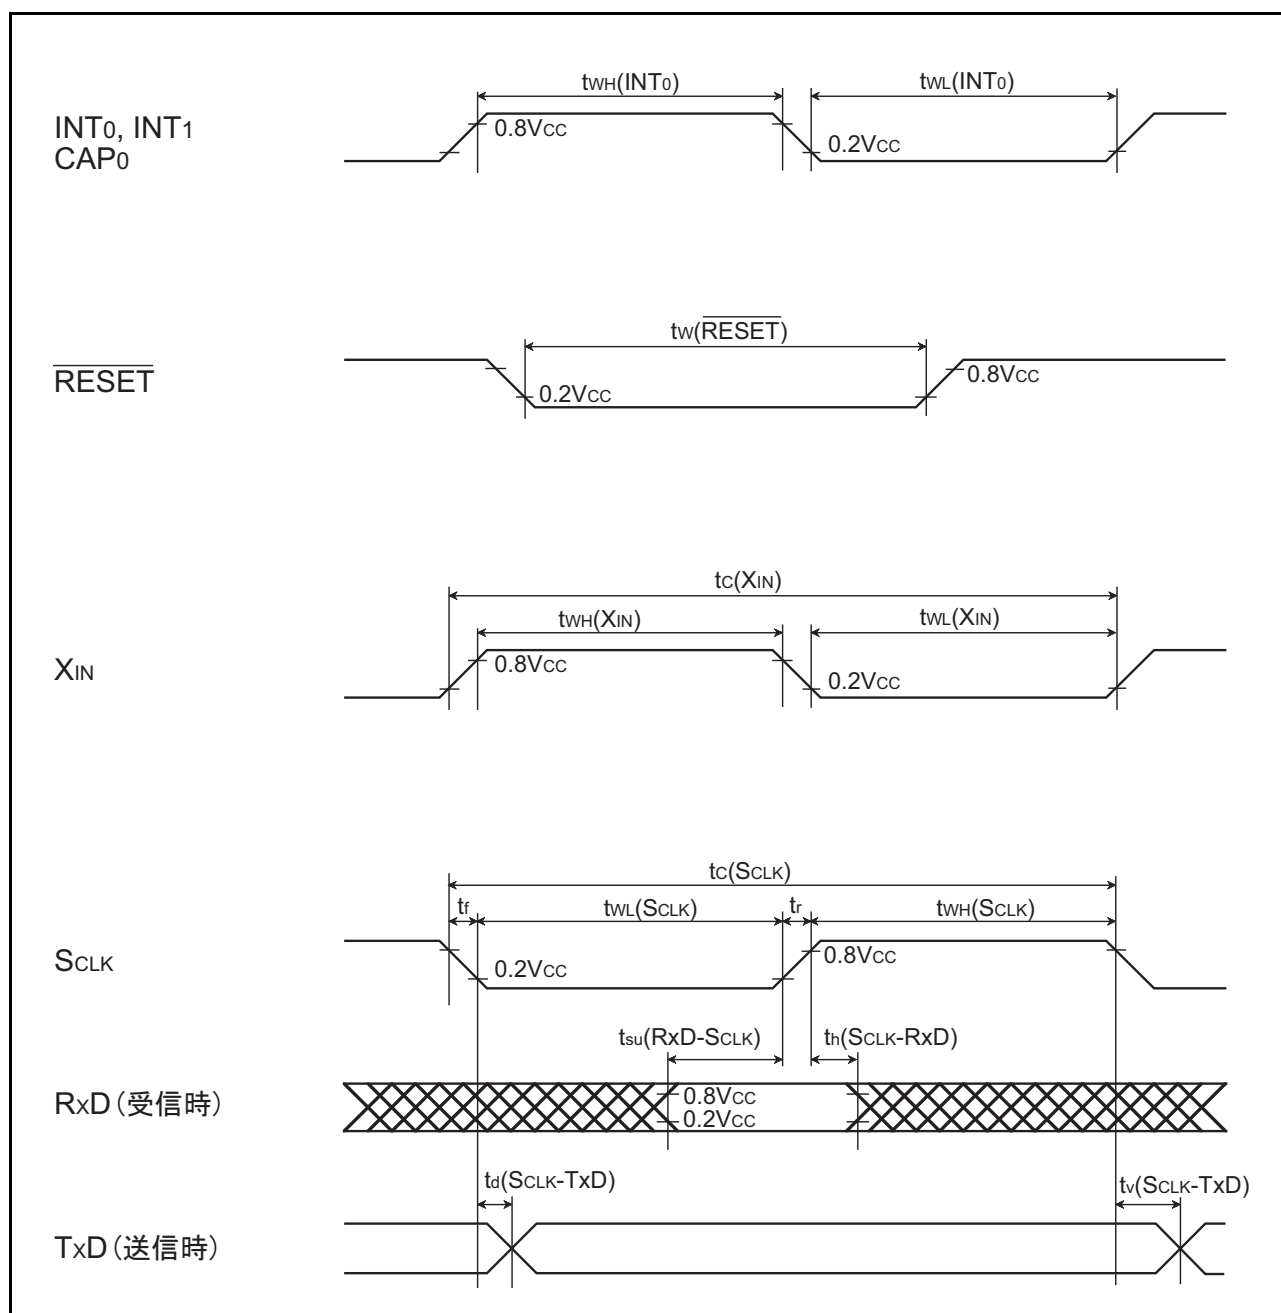 tWH(INT0)
tWL(INT0)
INT0, INT1
CAP0
0.8VCC
0.2VCC
tW(RESET)
RESET
0.2VCC
0.8VCC
tC(XIN)
tWH(XIN)
tWL(XIN)
XIN
0.8VCC
0.2VCC
tC(SCLK)
tf
tWL(SCLK)
tr
tWH(SCLK)
SCLK
0.2VCC
0.8VCC
tsu(RxD-SCLK)
th(SCLK-RxD)
RxD(受信時)
0.8VCC
0.2VCC
td(SCLK-TxD)
tv(SCLK-TxD)
TxD(送信時)